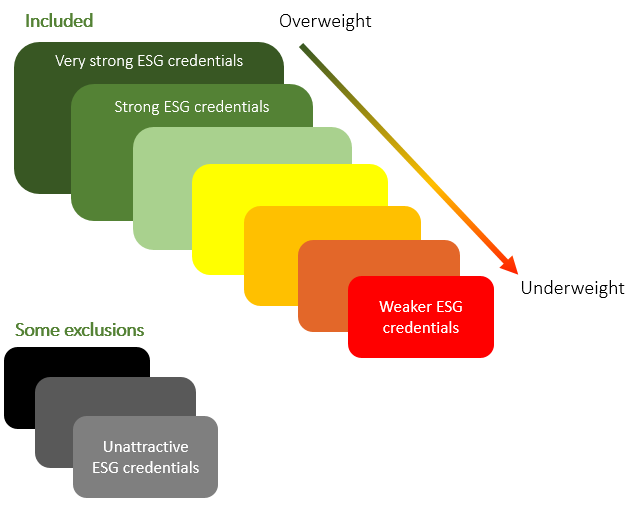 Included
Overweight
Very strong ESG credentials
Strong ESG credentials
Underweight
Weaker ESG
credentials
Some exclusions
Unattractive
ESG credentials